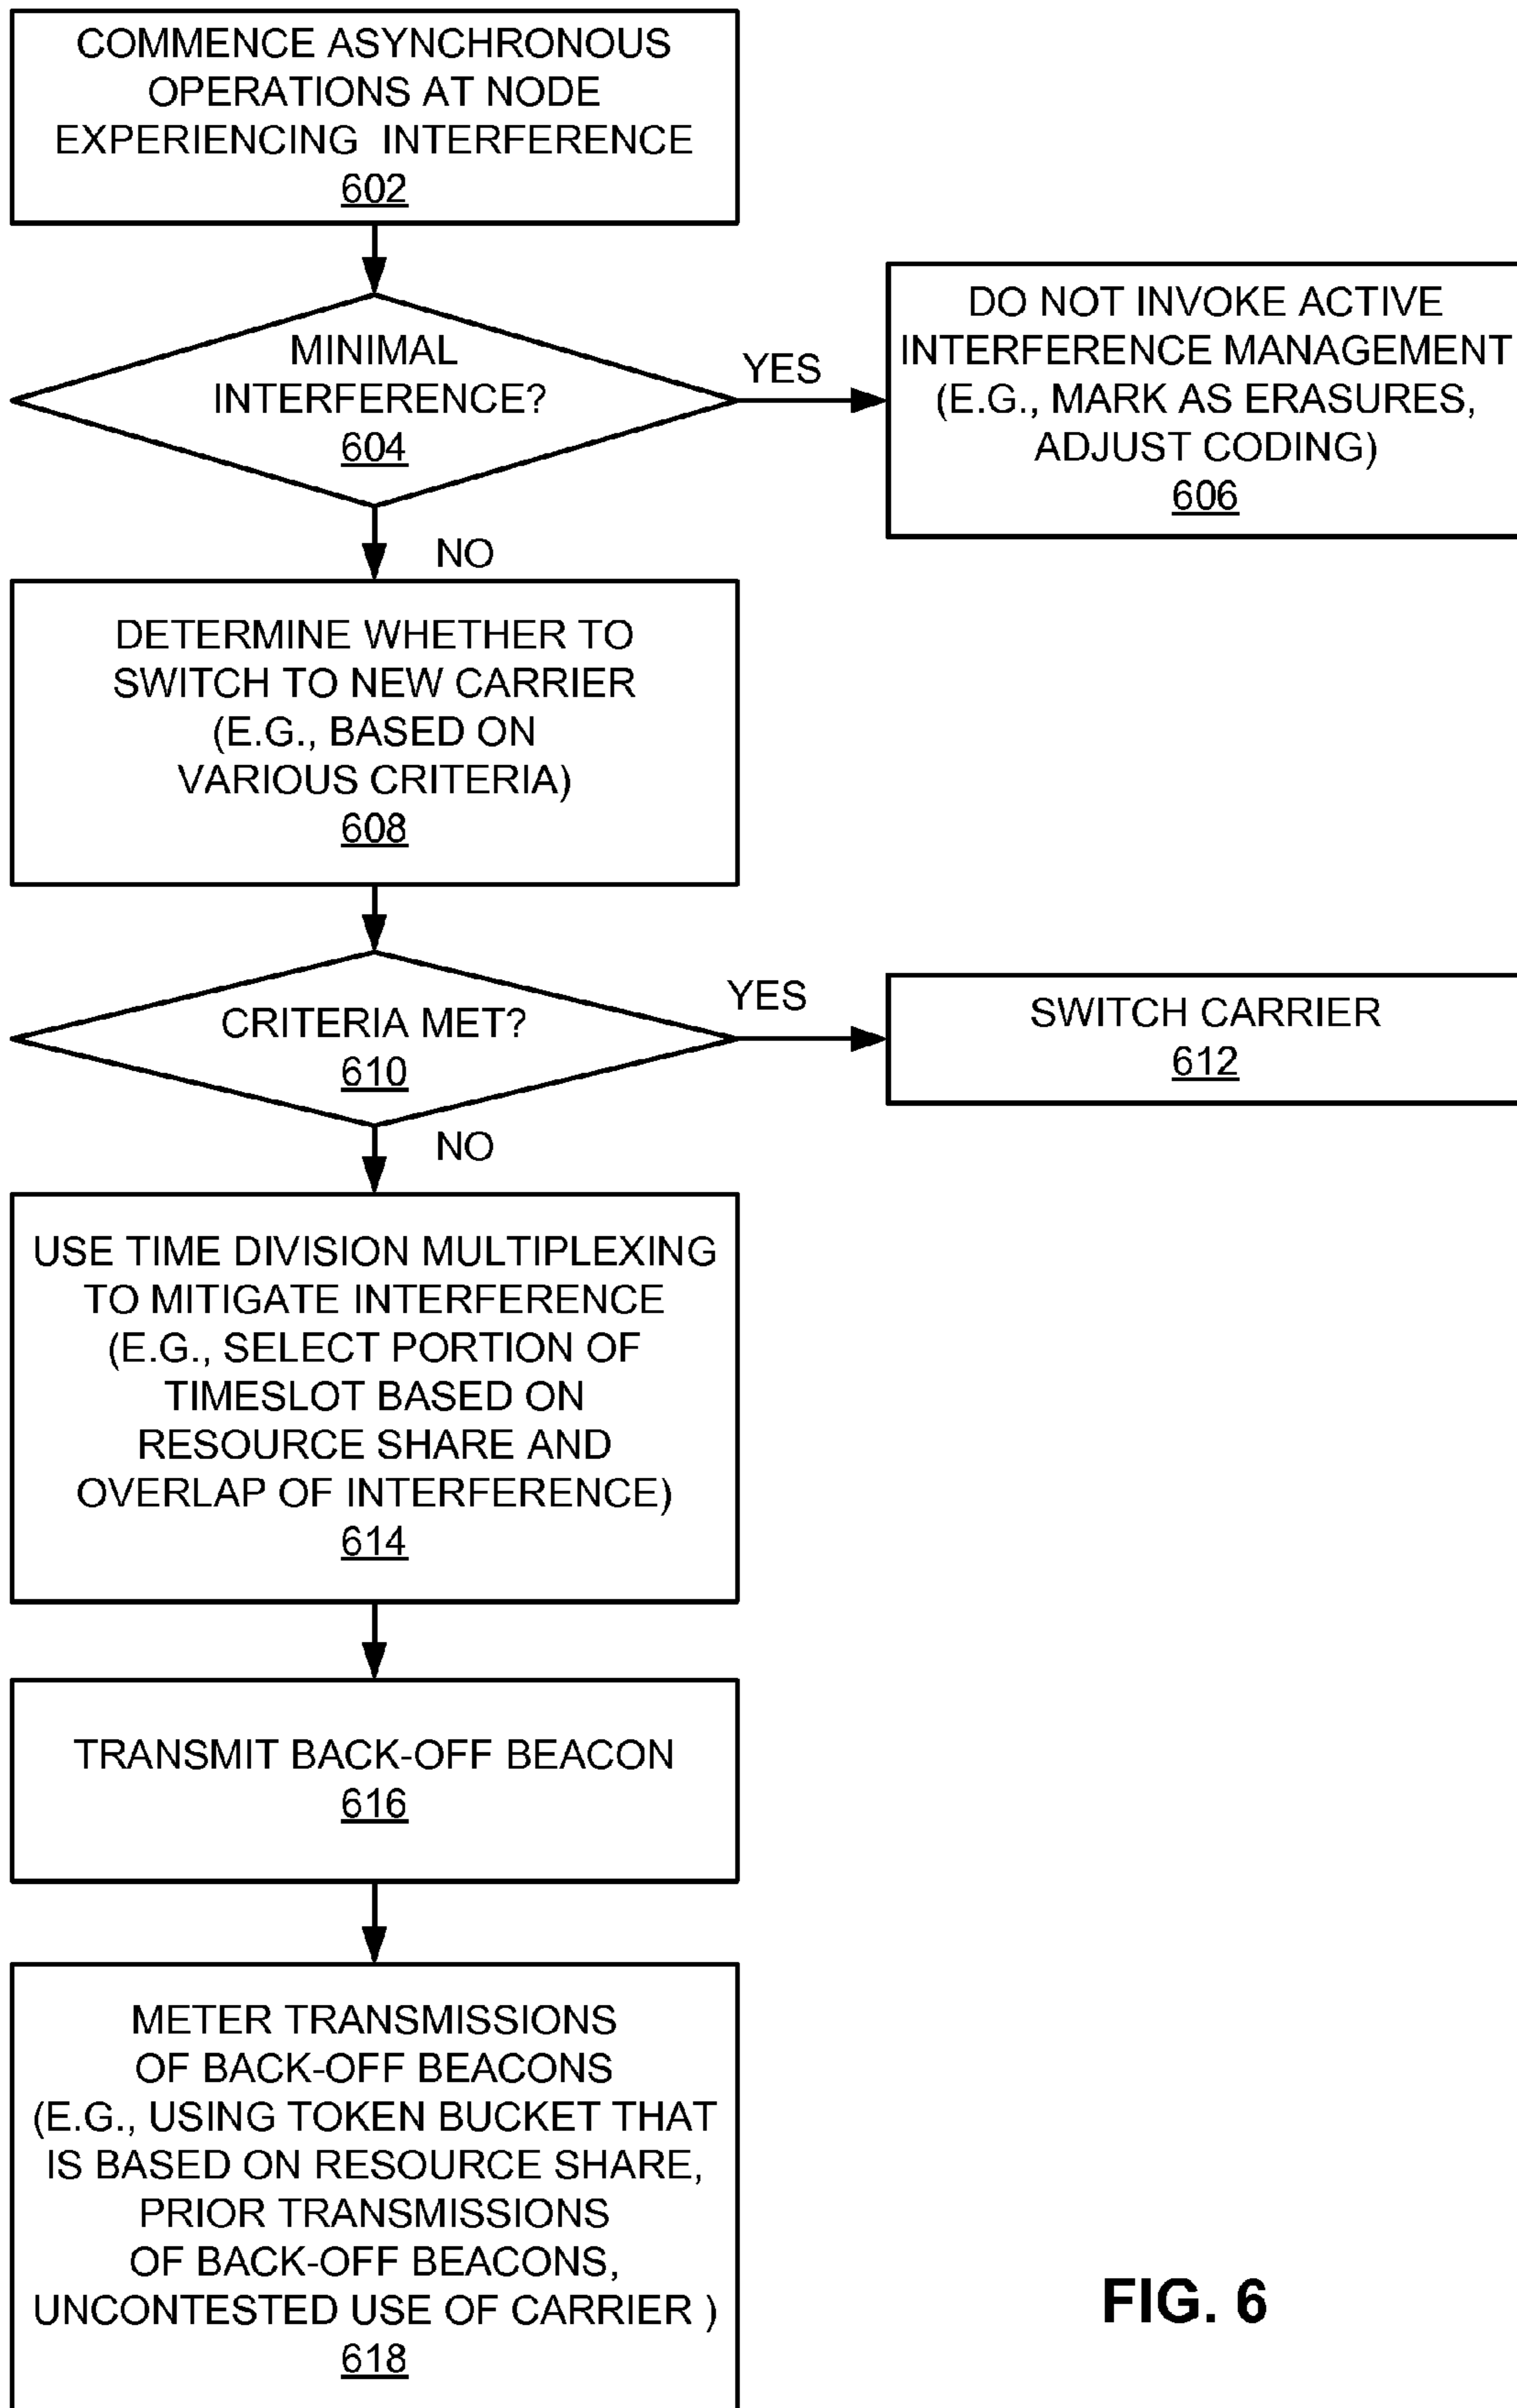 COMMENCE ASYNCHRONOUS
OPERATIONS AT NODE
EXPERIENCING INTERFERENCE
602
MINIMAL
INTERFERENCE?
604
YES
DO NOT INVOKE ACTIVE
INTERFERENCE MANAGEMENT
(E.G., MARK AS ERASURES,
ADJUST CODING)
606
NO
DETERMINE WHETHER TO
SWITCH TO NEW CARRIER
(E.G., BASED ON
VARIOUS CRITERIA)
608
CRITERIA MET?
610
YES
SWITCH CARRIER
612
NO
USE TIME DIVISION MULTIPLEXING
TO MITIGATE INTERFERENCE
(E.G., SELECT PORTION OF
TIMESLOT BASED ON
RESOURCE SHARE AND
OVERLAP OF INTERFERENCE)
614
TRANSMIT BACK-OFF BEACON
616
METER TRANSMISSIONS
OF BACK-OFF BEACONS
(E.G., USING TOKEN BUCKET THAT
IS BASED ON RESOURCE SHARE,
PRIOR TRANSMISSIONS
OF BACK-OFF BEACONS,
UNCONTESTED USE OF CARRIER )
618
FIG. 6